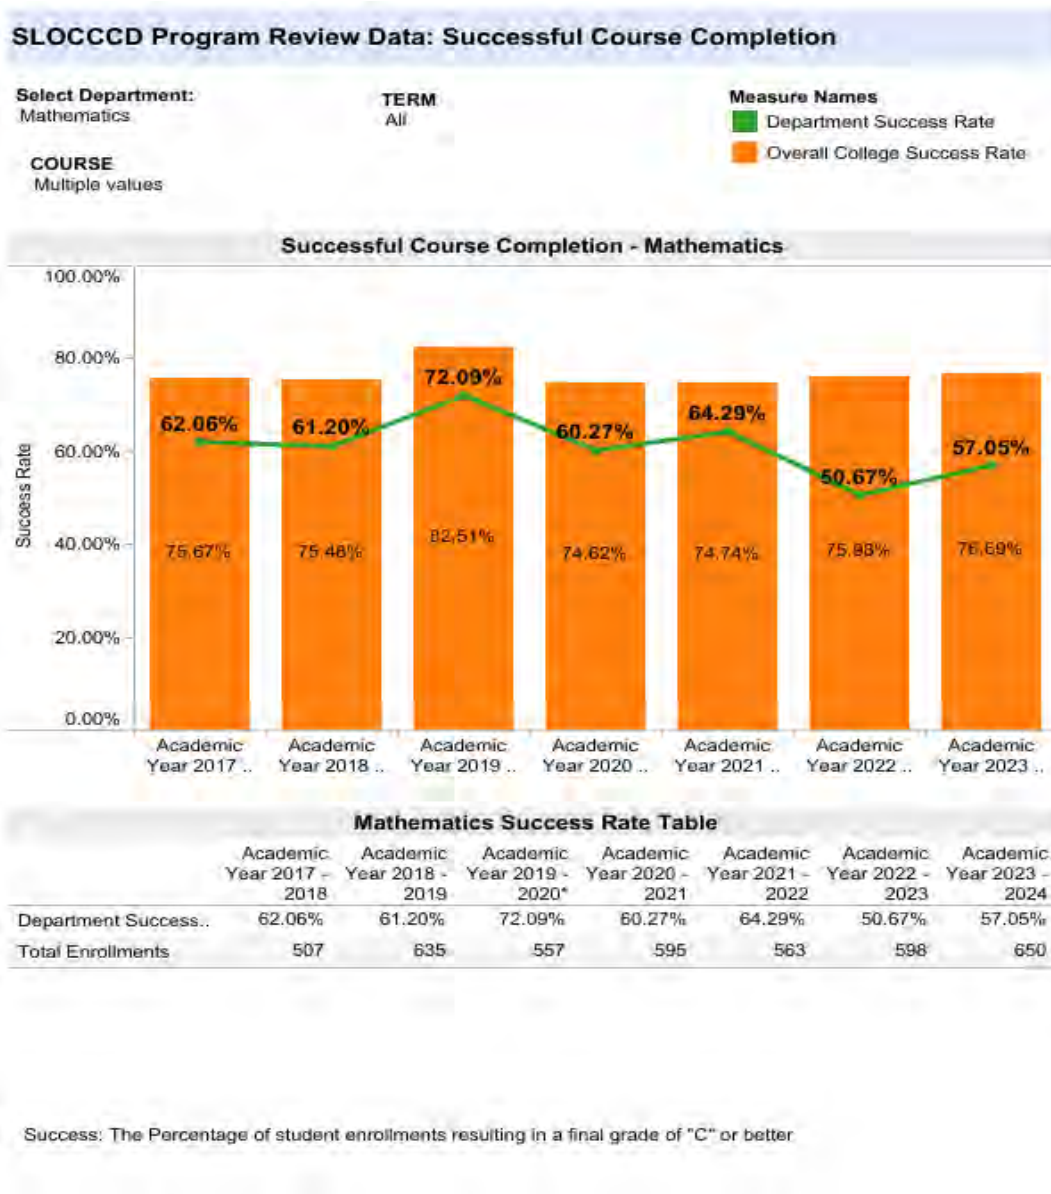 SLOCCCD Program Review Data: Successful Course Completion
Select Department:
Mathematics
TERM
All
Measure Names
Department Success Rate
Overall College Success Rate
COURSE
Multiple values
Successful Course Completion - Mathematics
100.00%
80.00%
60.00%
40.00%
20.00%
0.00%
Success Rate
62.06%
61.20%
72.09%
60.27%
64.29%
50.67%
57.05%
75.67%
75.46%
82.51%
74.62%
74.74%
75.93%
76.69%
Academic Academic Academic Academic Academic Academic Academic
Year 2017 .. Year 2018 .. Year 2019 .. Year 2020 .. Year 2021 .. Year 2022 .. Year 2023 ..
Mathematics Success Rate Table
Academic Academic Academic Academic Academic Academic Academic
Year 2017 - Year 2018 - Year 2019 - Year 2020 - Year 2021 - Year 2022 - Year 2023 -
2018 2019 2020* 2021 2022 2023 2024
Department Success.. 62.06% 61.20% 72.09% 60.27% 64.29% 50.67% 57.05%
Total Enrollments 507 635 557 595 563 598 650
Success: The Percentage of student enrollments resulting in a final grade of "C" or better